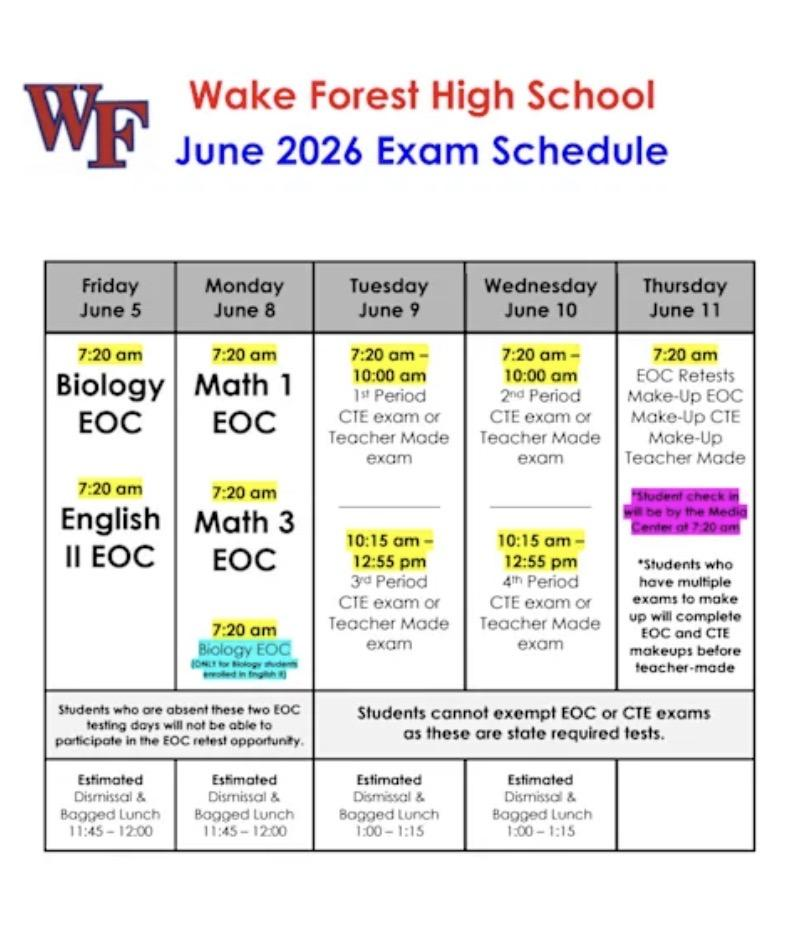 WF
Wake Forest High School
June 2026 Exam Schedule
Friday
June 5
Monday
June 8
Tuesday
June 9
Wednesday
June 10
Thursday
June 11
7:20 am
Biology
EOC
7:20 am
English
II EOC
7:20 am
Math 1
EOC
7:20 am
Math 3
EOC
7:20 am
Biology EOC
(ONLY for Biology students
enrolled in English II)
7:20 am –
10:00 am
1st Period
CTE exam or
Teacher Made
exam
10:15 am –
12:55 pm
3rd Period
CTE exam or
Teacher Made
exam
7:20 am –
10:00 am
2nd Period
CTE exam or
Teacher Made
exam
10:15 am –
12:55 pm
4th Period
CTE exam or
Teacher Made
exam
7:20 am
EOC Retests
Make-Up EOC
Make-Up CTE
Make-Up
Teacher Made
*Student check in
will be by the Media
Center at 7:20 am
*Students who
have multiple
exams to make
up will complete
EOC and CTE
makeups before
teacher-made
Students who are absent these two EOC
testing days will not be able to
participate in the EOC retest opportunity.
Students cannot exempt EOC or CTE exams
as these are state required tests.
Estimated
Dismissal &
Bagged Lunch
11:45 – 12:00
Estimated
Dismissal &
Bagged Lunch
11:45 – 12:00
Estimated
Dismissal &
Bagged Lunch
1:00 – 1:15
Estimated
Dismissal &
Bagged Lunch
1:00 – 1:15